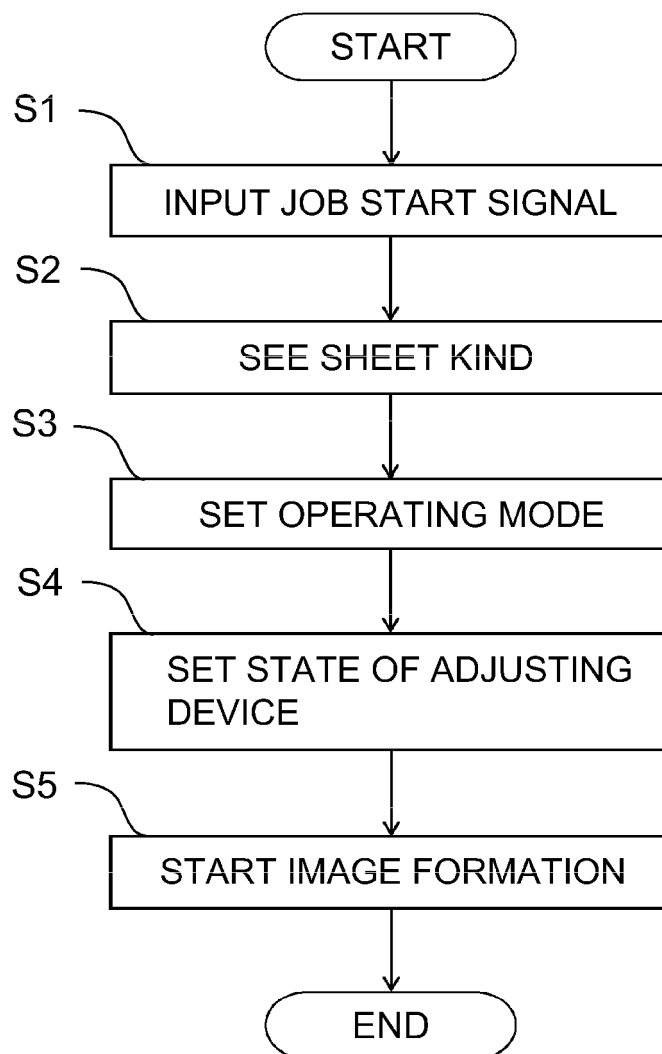 START
S1
INPUT JOB START SIGNAL
S2
SEE SHEET KIND
S3
SET OPERATING MODE
S4
SET STATE OF ADJUSTING
DEVICE
S5
START IMAGE FORMATION
END